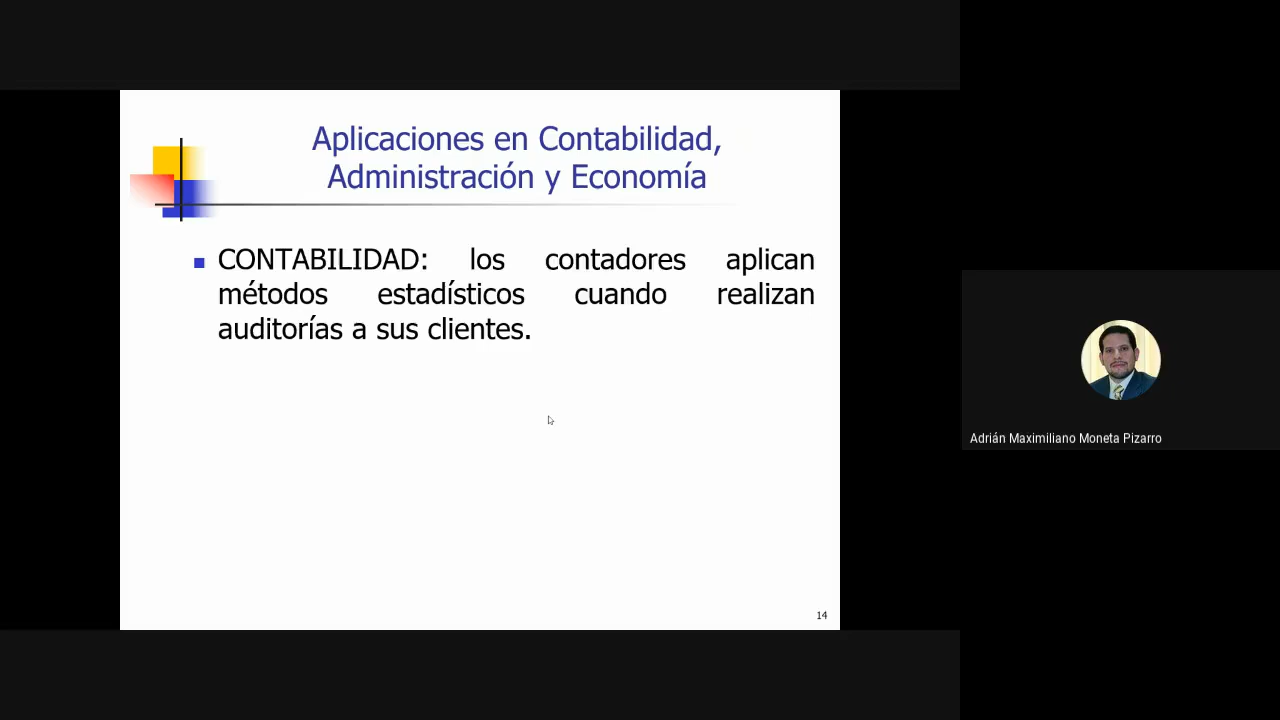 Aplicaciones en Contabilidad,
Administración y Economía
CONTABILIDAD: los contadores aplican
métodos estadísticos cuando realizan
auditorías a sus clientes.
14
Adrián Maximiliano Moneta Pizarro